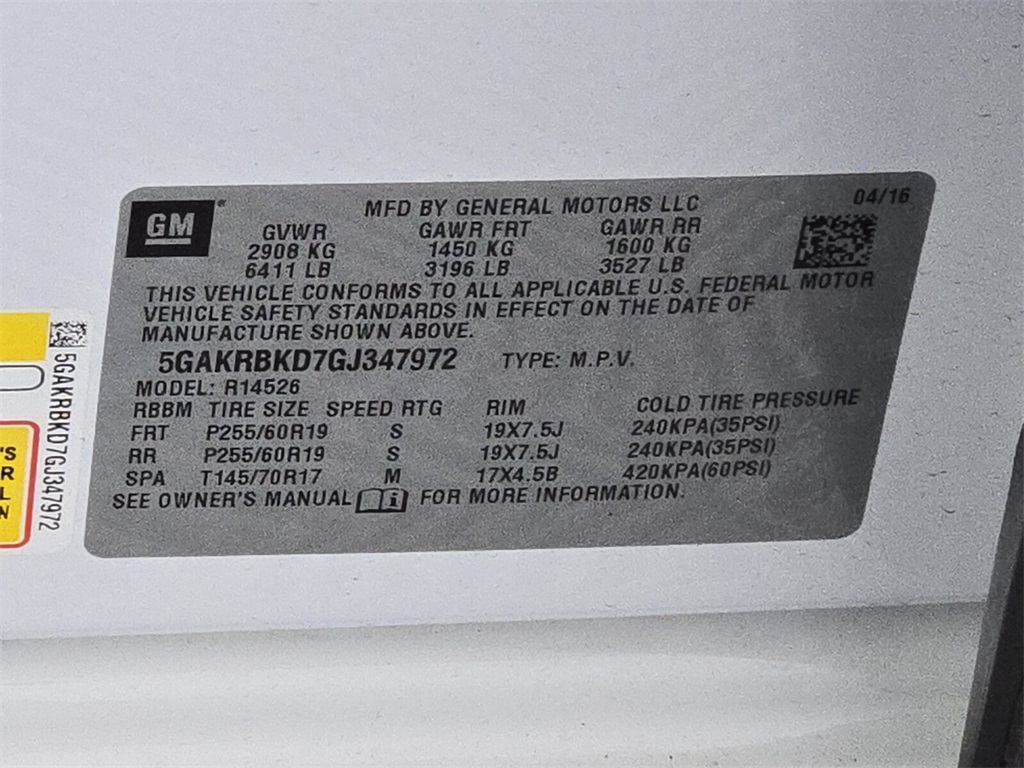 GM
MFD BY GENERAL MOTORS LLC
04/16
GVWR GAWR FRT GAWR RR
2908 KG 1450 KG 1600 KG
6411 LB 3196 LB 3527 LB
THIS VEHICLE CONFORMS TO ALL APPLICABLE U.S. FEDERAL MOTOR
VEHICLE SAFETY STANDARDS IN EFFECT ON THE DATE OF
MANUFACTURE SHOWN ABOVE.
5GAKRBKD7GJ347972 TYPE: M.P.V.
MODEL: R14526
RBBM TIRE SIZE SPEED RTG RIM COLD TIRE PRESSURE
FRT P255/60R19 S 19X7.5J 240KPA(35PSI)
RR P255/60R19 S 19X7.5J 240KPA(35PSI)
SPA T145/70R17 M 17X4.5B 420KPA(60PSI)
SEE OWNER'S MANUAL FOR MORE INFORMATION.
5GAKRBKD7GJ347972
'S
R
L
N